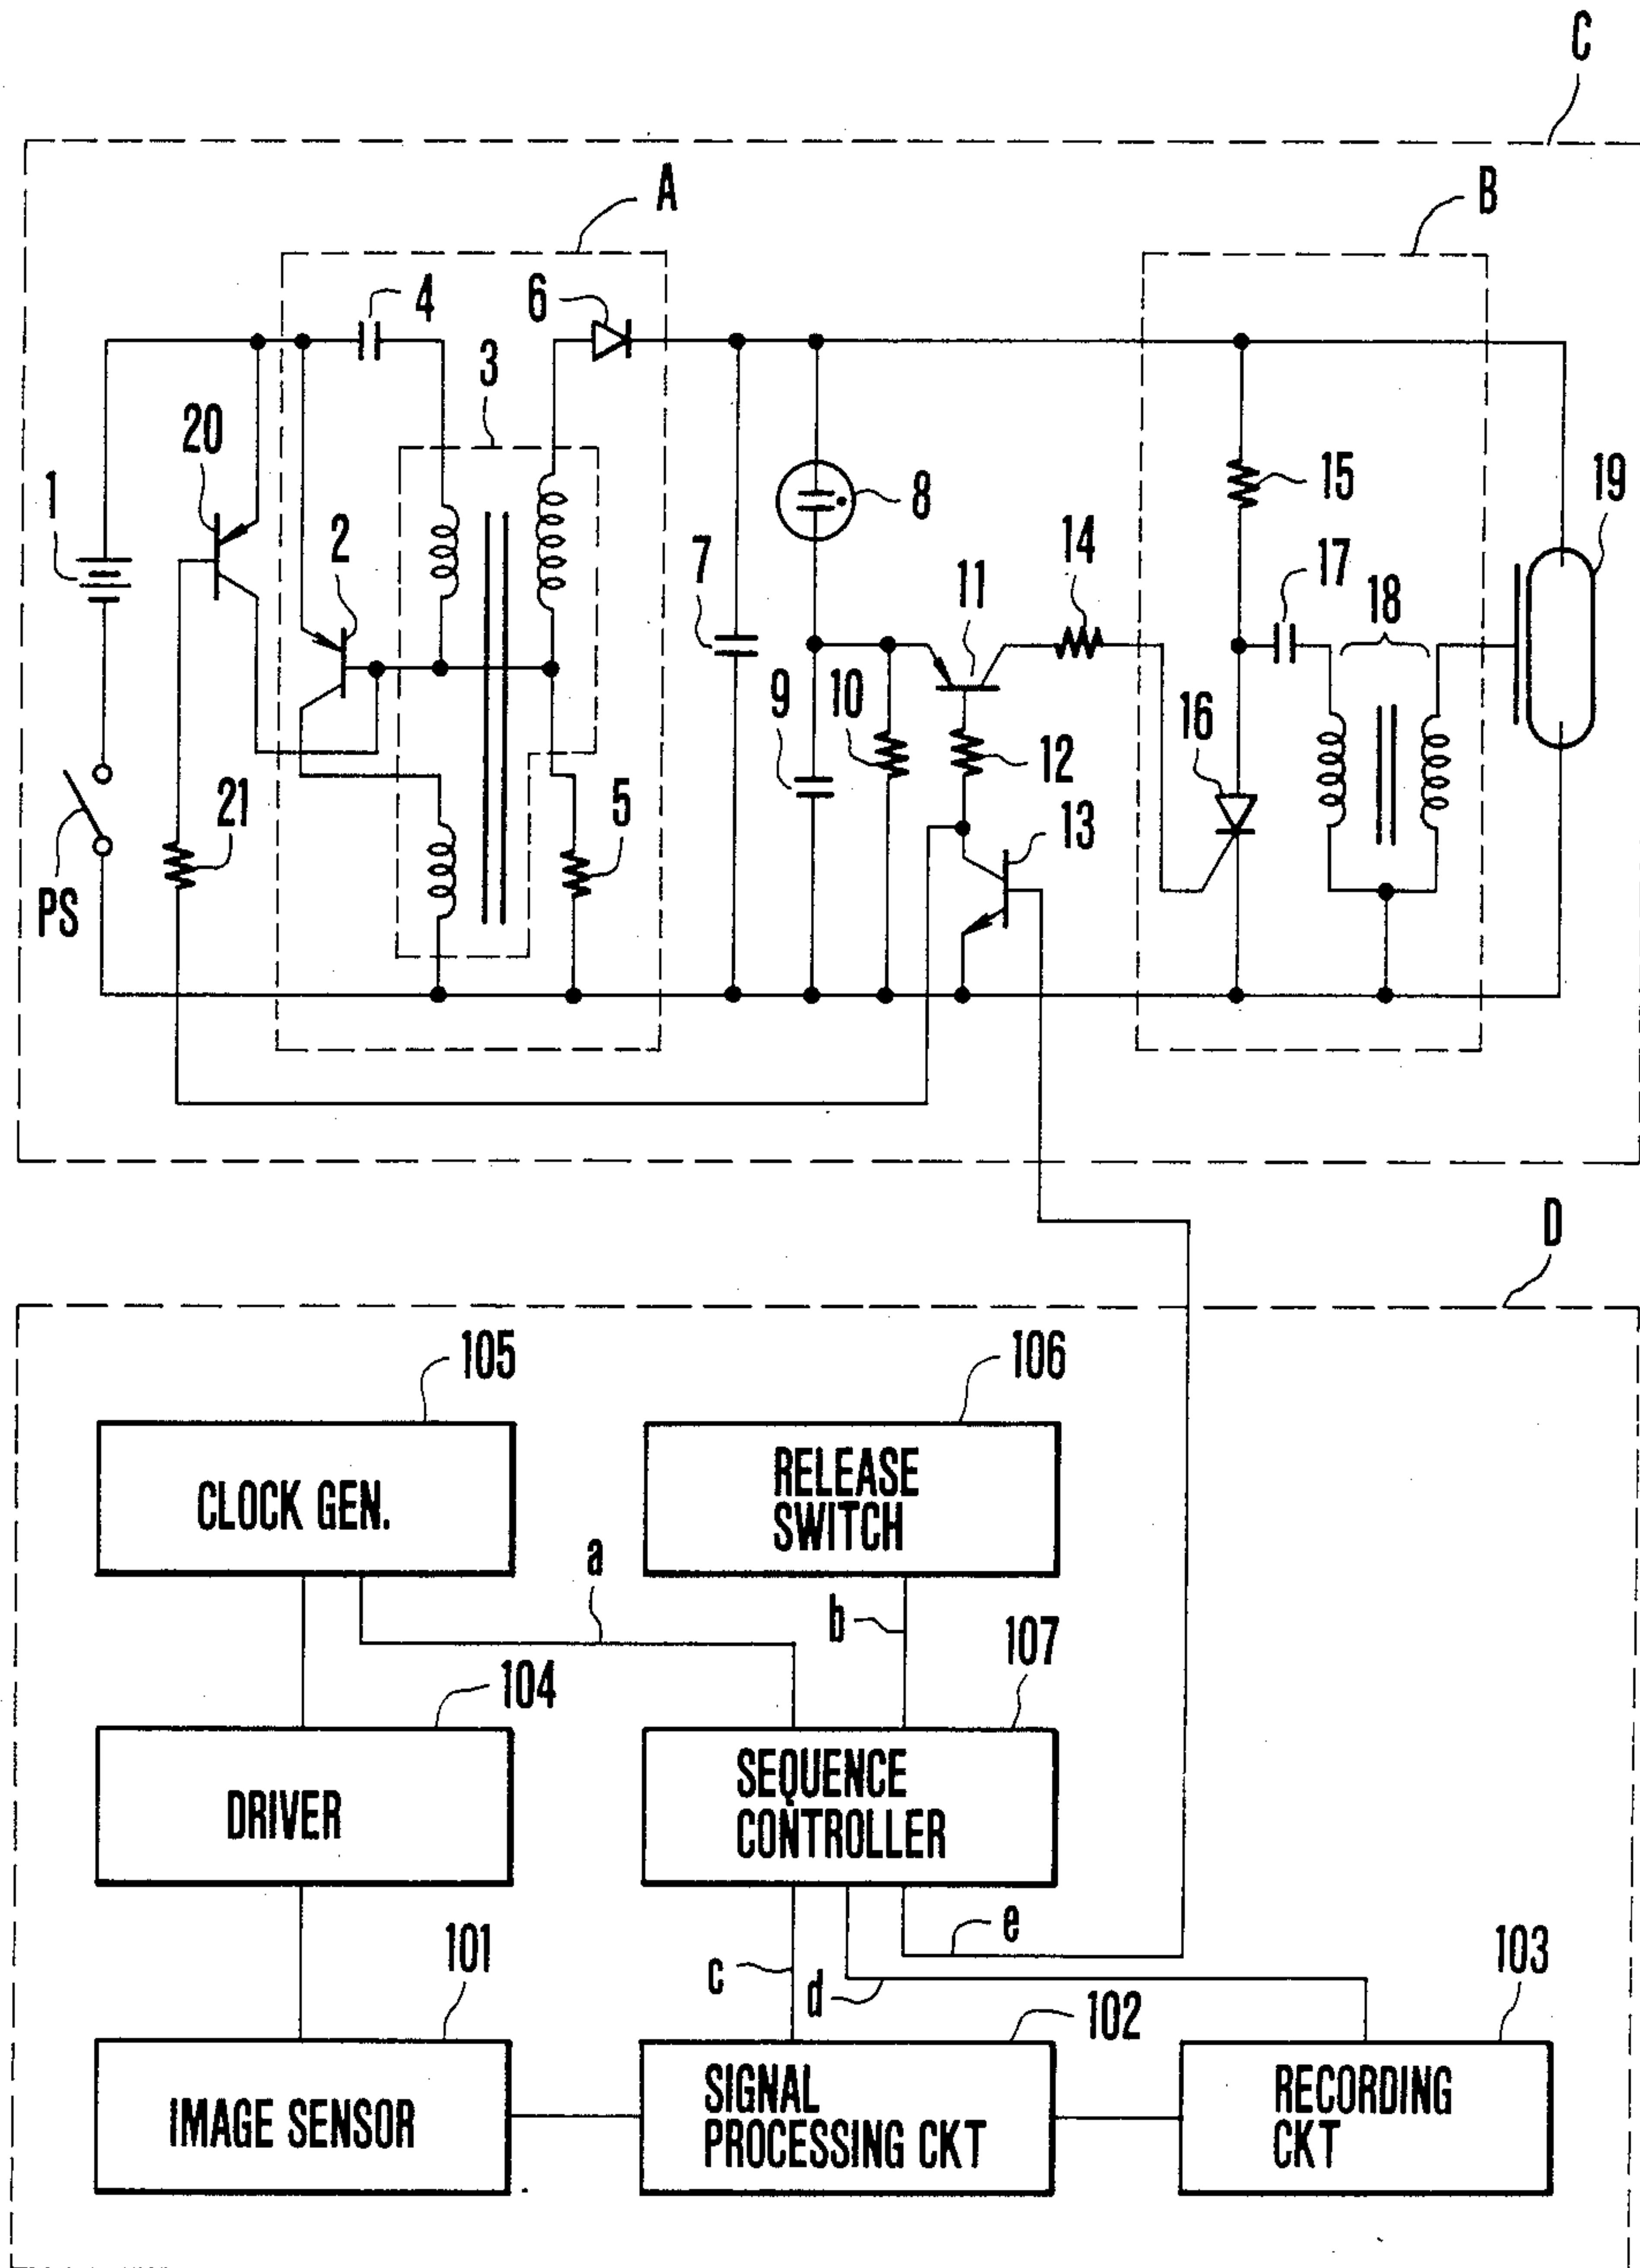 C
A
B
4
6
3
20
1
2
8
15
19
7
14
17
11
18
9
10
12
16
21
5
13
PS
D
105
106
CLOCK GEN.
RELEASE
SWITCH
a
b
107
104
DRIVER
SEQUENCE
CONTROLLER
e
101
c
d
103
102
IMAGE SENSOR
SIGNAL
PROCESSING CKT
RECORDING
CKT